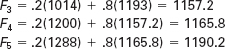 F₃ = .2(1014) + .8(1193) = 1157.2
F₄ = .2(1200) + .8(1157.2) = 1165.8
F₅ = .2(1288) + .8(1165.8) = 1190.2